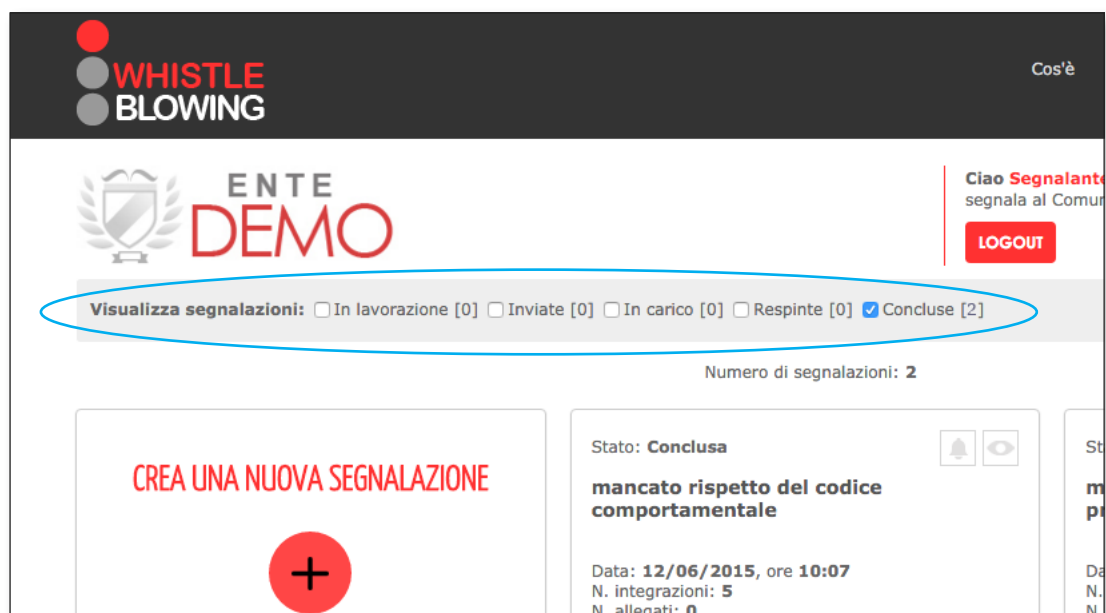 WHISTLE
BLOWING
Cos'è
ENTE
DEMO
Ciao Segnalante
segnala al Comun
LOGOUT
Visualizza segnalazioni: In lavorazione [0] Inviate [0] In carico [0] Respinte [0] Concluse [2]
Numero di segnalazioni: 2
CREA UNA NUOVA SEGNALAZIONE
+
Stato: Conclusa
mancato rispetto del codice
comportamentale
Data: 12/06/2015, ore 10:07
N. integrazioni: 5
N. allegati: 0